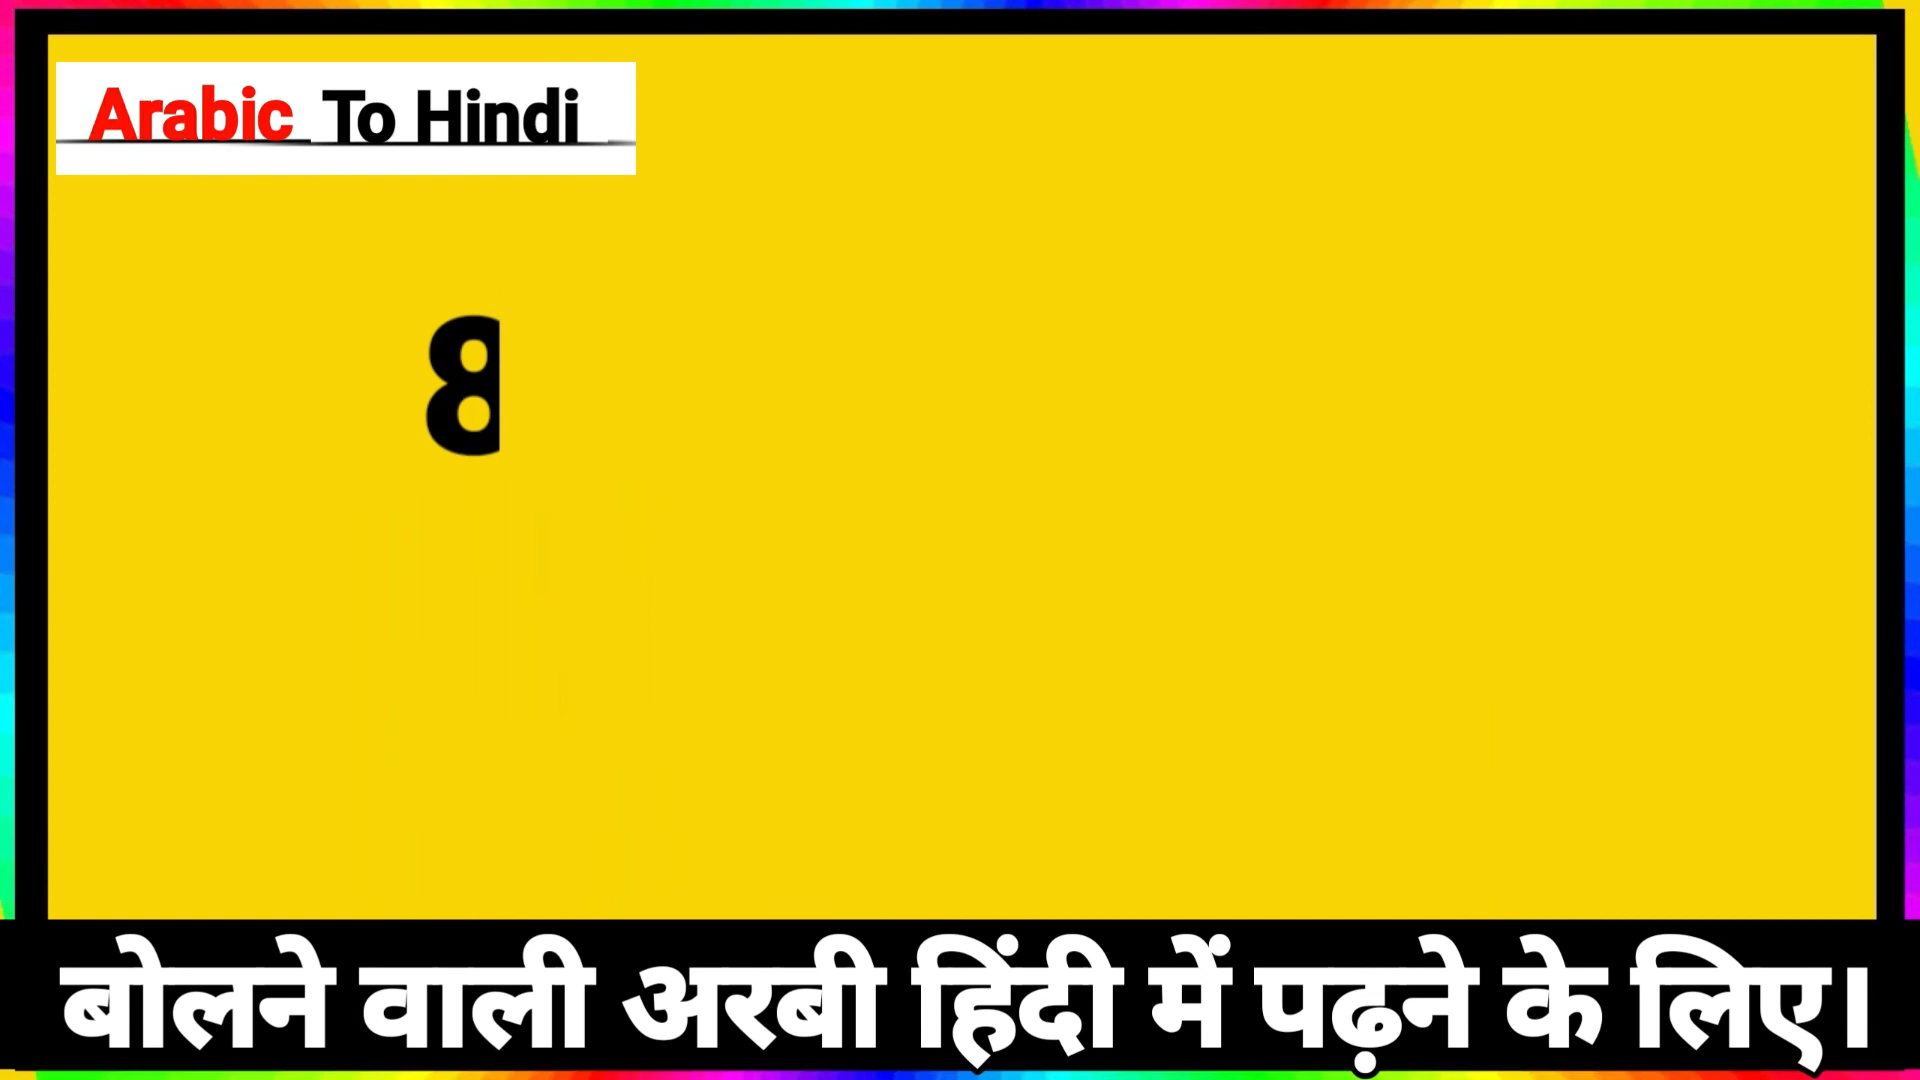 Arabic To Hindi
8
बोलने वाली अरबी हिंदी में पढ़ने के लिए।